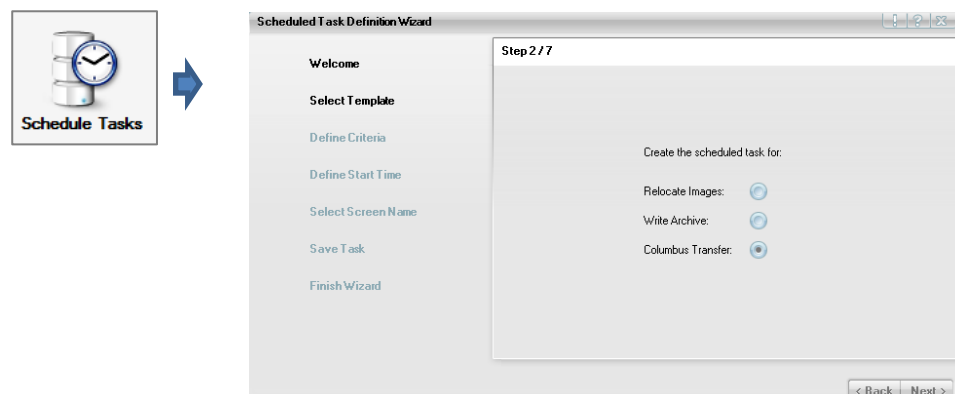 Schedule Tasks
Scheduled Task Definition Wizard
! ? X
Welcome
Select Template
Define Criteria
Define Start Time
Select Screen Name
Save Task
Finish Wizard
Step 2 / 7
Create the scheduled task for:
Relocate Images:
Write Archive:
Columbus Transfer:
< Back Next >